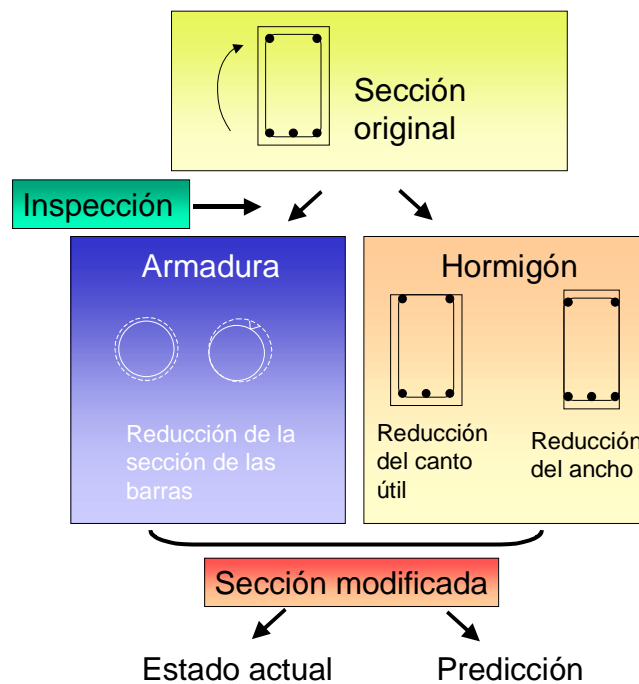 Sección
original
Inspección
Armadura
Hormigón
Reducción de la
sección de las
barras
Reducción
del canto
útil
Reducción
del ancho
Sección modificada
Estado actual
Predicción